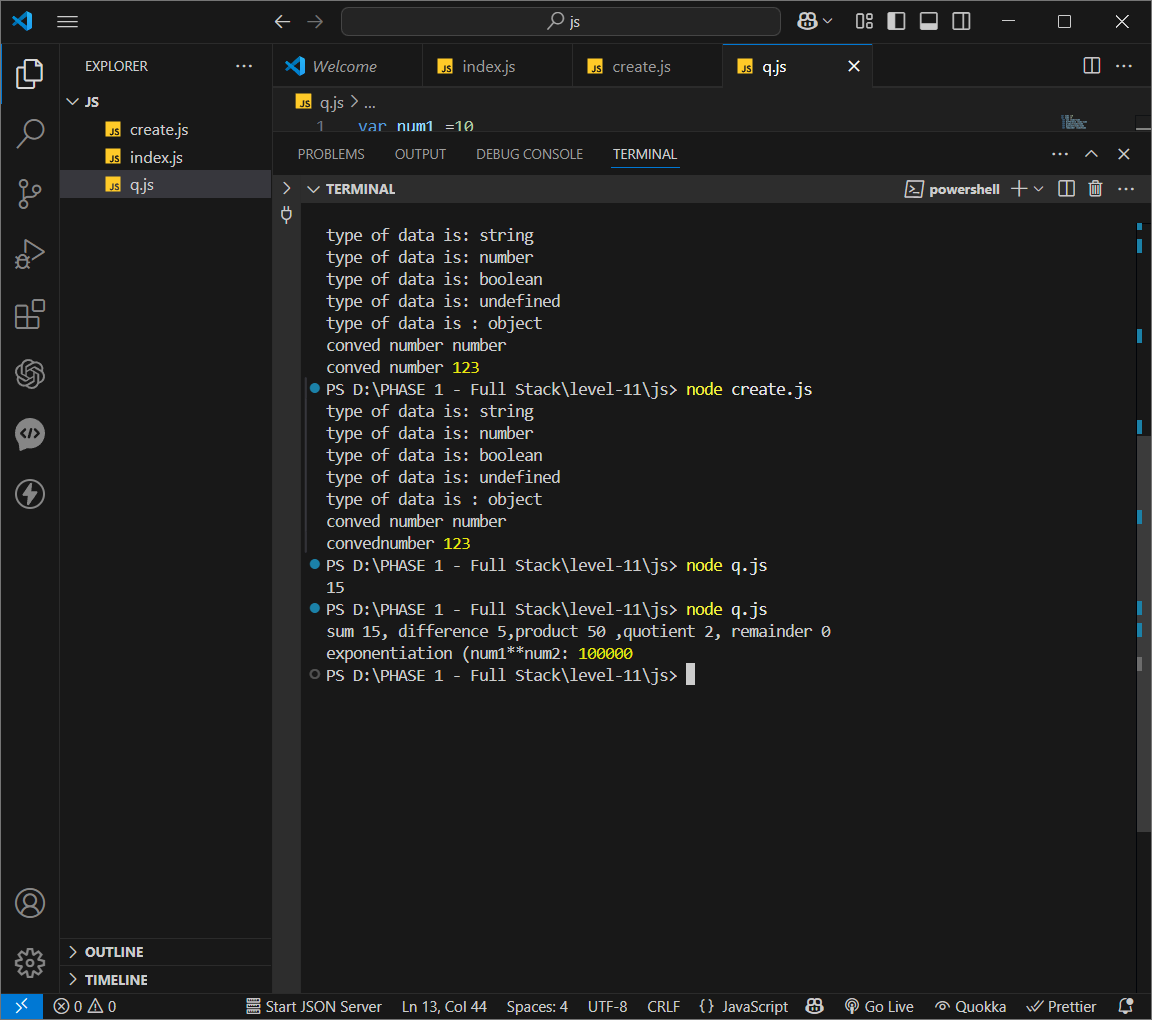 js
EXPLORER
Welcome
JS index.js
JS create.js
JS q.js
JS
JS q.js > ...
JS create.js
1 var num1 =10
JS index.js
PROBLEMS OUTPUT DEBUG CONSOLE TERMINAL
JS q.js
TERMINAL
powershell
type of data is: string
type of data is: number
type of data is: boolean
type of data is: undefined
type of data is : object
conved number number
conved number 123
PS D:\PHASE 1 - Full Stack\level-11\js> node create.js
type of data is: string
type of data is: number
type of data is: boolean
type of data is: undefined
type of data is : object
conved number number
convednumber 123
PS D:\PHASE 1 - Full Stack\level-11\js> node q.js
15
PS D:\PHASE 1 - Full Stack\level-11\js> node q.js
sum 15, difference 5,product 50 ,quotient 2, remainder 0
exponentiation (num1**num2: 100000
PS D:\PHASE 1 - Full Stack\level-11\js>
OUTLINE
TIMELINE
0 0 Start JSON Server Ln 13, Col 44 Spaces: 4 UTF-8 CRLF {} JavaScript Go Live Quokka Prettier